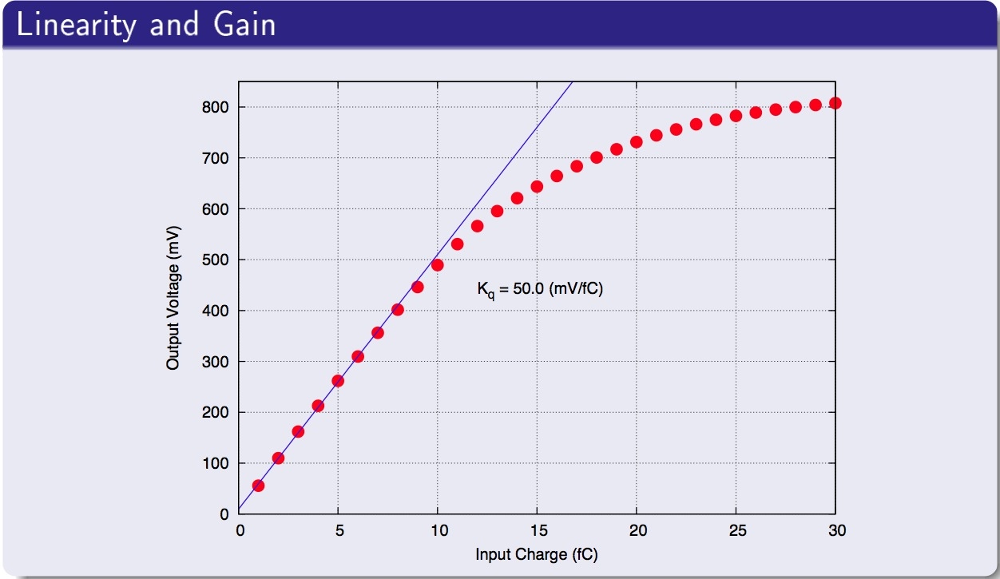 Linearity and Gain
800
700
600
500
400
300
200
100
0
Output Voltage (mV)
Kq = 50.0 (mV/fC)
0 5 10 15 20 25 30
Input Charge (fC)